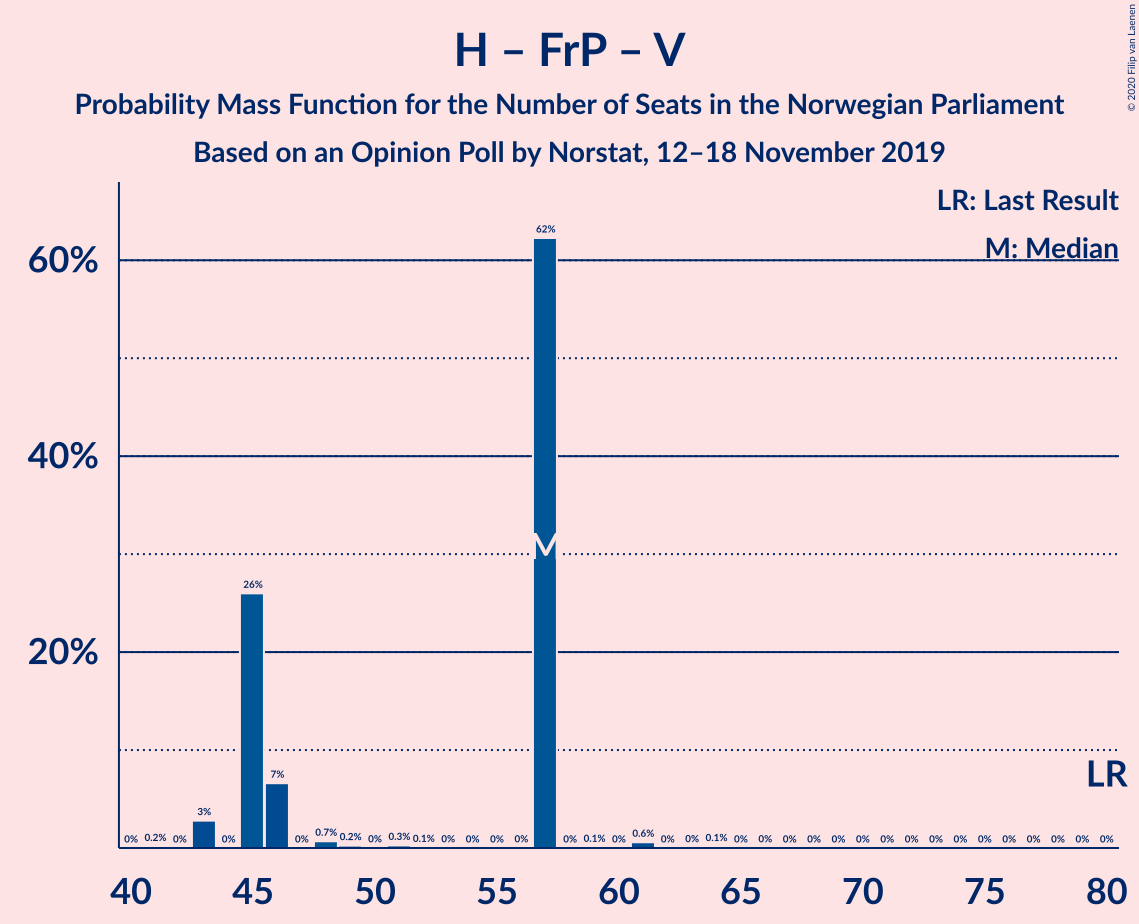 H – FrP – V
Probability Mass Function for the Number of Seats in the Norwegian Parliament
Based on an Opinion Poll by Norstat, 12–18 November 2019
© 2020 Filip van Laenen
LR: Last Result
M: Median
60%
40%
20%
62%
26%
7%
3%
0% 0.2% 0% 0% 0% 0.7% 0.2% 0% 0.3% 0.1% 0% 0% 0% 0% 0% 0.1% 0% 0.6% 0% 0% 0.1% 0% 0% 0% 0% 0% 0% 0% 0% 0% 0% 0% 0% 0% 0% 0% 0%
M
LR
40 45 50 55 60 65 70 75 80